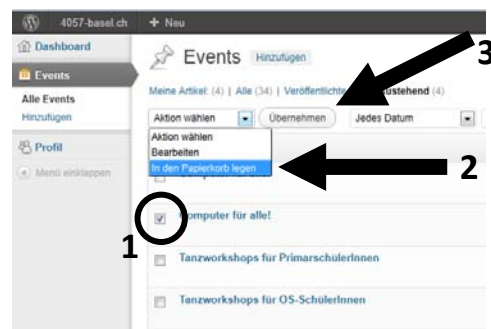 4057-basel.ch + Neu
Dashboard
Events
Alle Events
Hinzufügen
Profil
Menü einklappen
Events Hinzufügen
Meine Artikel: (4) | Alle (34) | Veröffentlichte
ustehend (4)
Aktion wählen
Übernehmen
Jedes Datum
Aktion wählen
Bearbeiten
In den Papierkorb legen
Computer für alle!
Tanzworkshops für PrimarschülerInnen
Tanzworkshops für OS-SchülerInnen
1
2
3